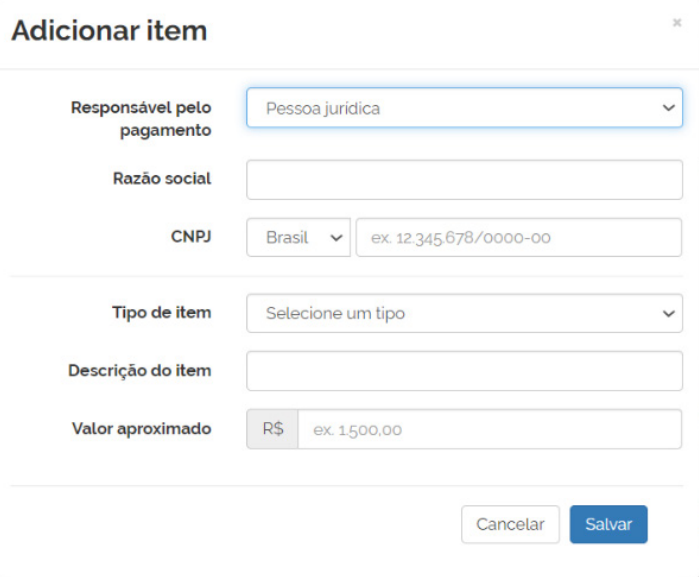 Adicionar item
×
Responsável pelo
pagamento
Pessoa jurídica
Razão social
CNPJ
Brasil
ex. 12.345.678/0000-00
Tipo de item
Selecione um tipo
Descrição do item
Valor aproximado
R$
ex. 1.500,00
Cancelar
Salvar